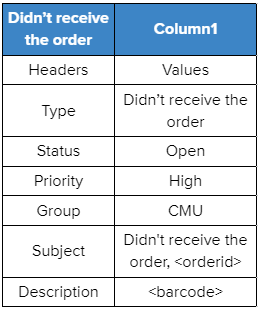 Didn’t receive
the order
Column1
Headers
Values
Type
Didn’t receive the
order
Status
Open
Priority
High
Group
CMU
Subject
Didn't receive the
order, <orderid>
Description
<barcode>